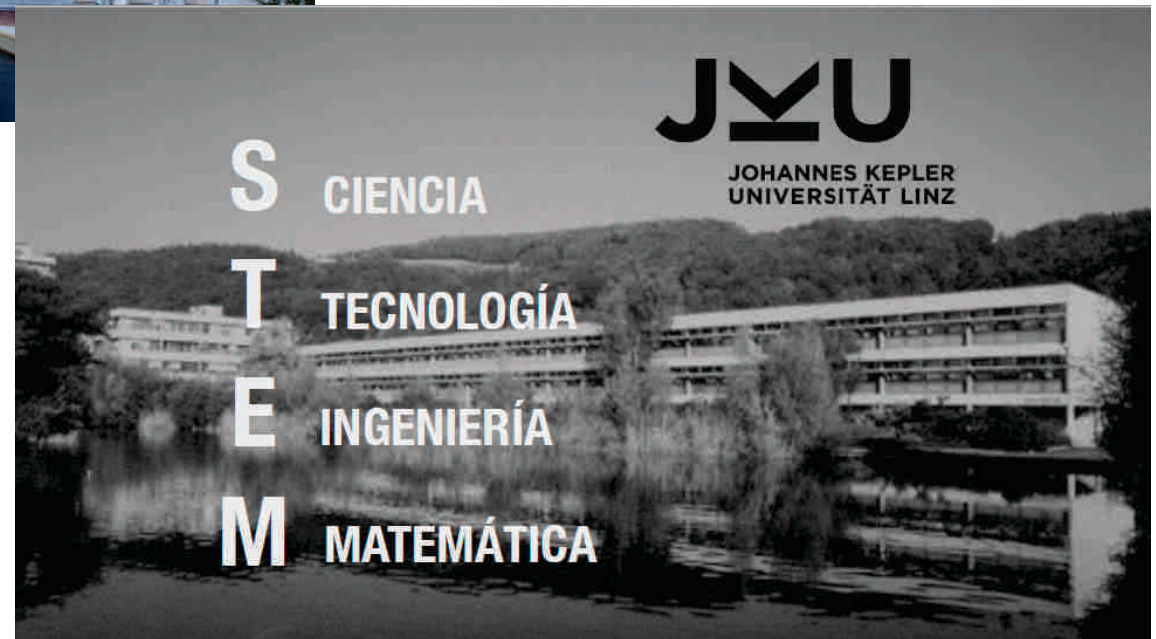 JKU
JOHANNES KEPLER
UNIVERSITÄT LINZ
S CIENCIA
T TECNOLOGÍA
E INGENIERÍA
M MATEMÁTICA